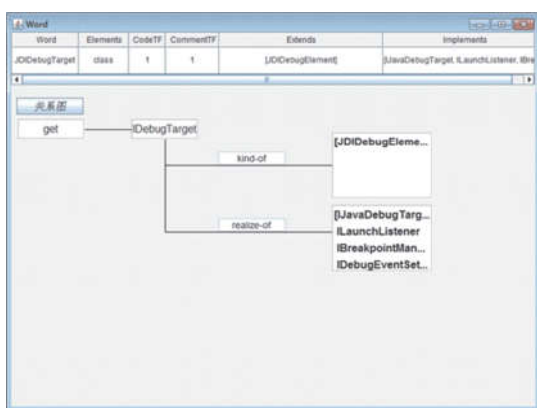 Word
Word Elements CodeTF CommentTF Extends Implements
JDIDebugTarget class 1 1 [JDIDebugElement] [IJavaDebugTarget, ILaunchListener, IBre
关系图
get IDebugTarget
[JDIDebugEleme...
kind-of
[IJavaDebugTarg...
realize-of
ILaunchListener
IBreakpointMan...
IDebugEventSet...